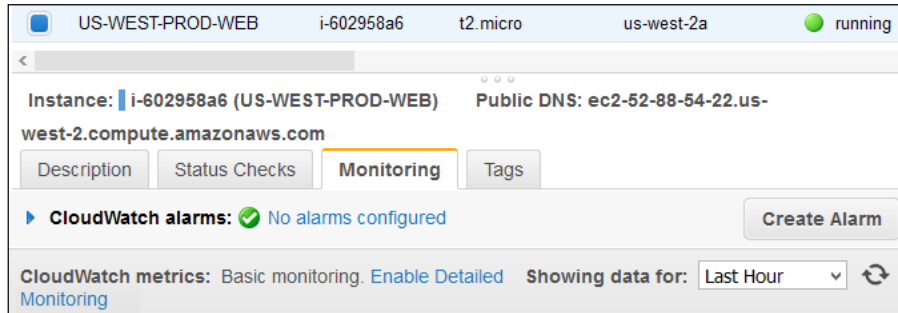 US-WEST-PROD-WEB i-602958a6 t2.micro us-west-2a running
Instance: i-602958a6 (US-WEST-PROD-WEB) Public DNS: ec2-52-88-54-22.us-
west-2.compute.amazonaws.com
Description Status Checks Monitoring Tags
CloudWatch alarms: No alarms configured Create Alarm
CloudWatch metrics: Basic monitoring. Enable Detailed Showing data for: Last Hour
Monitoring